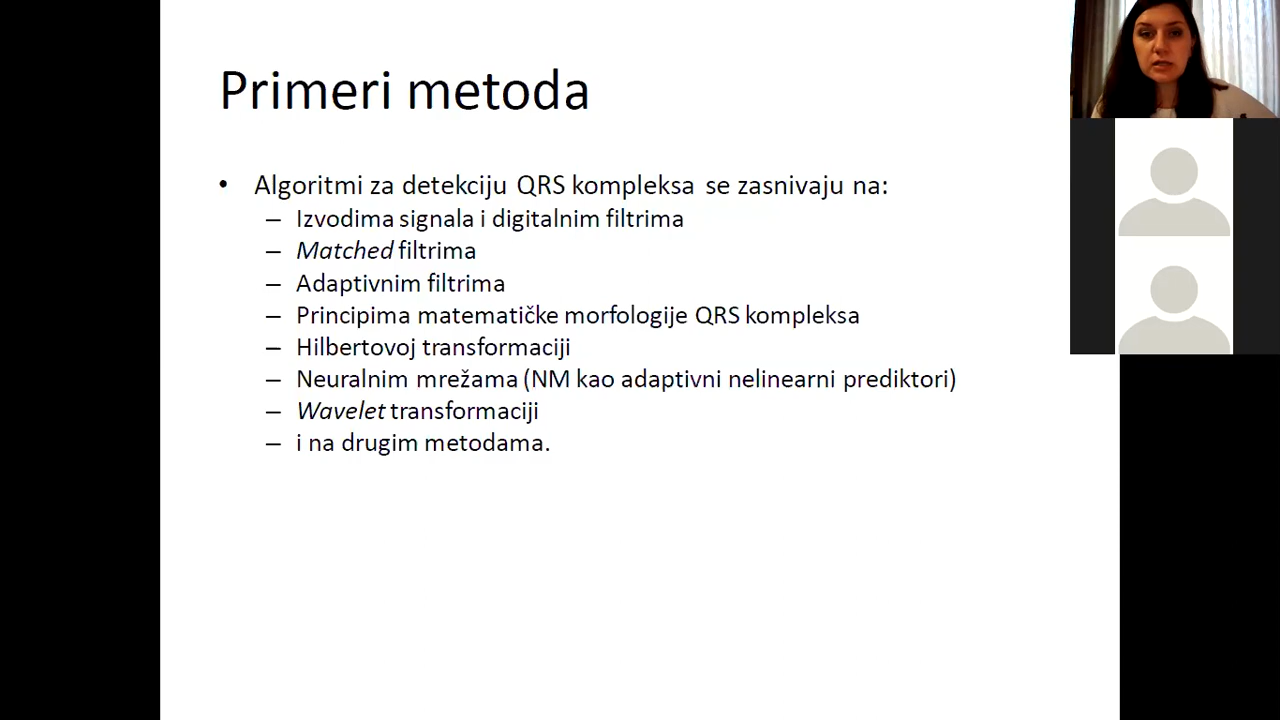 Primeri metoda
• Algoritmi za detekciju QRS kompleksa se zasnivaju na:
– Izvodima signala i digitalnim filtrima
– Matched filtrima
– Adaptivnim filtrima
– Principima matematičke morfologije QRS kompleksa
– Hilbertovoj transformaciji
– Neuralnim mrežama (NM kao adaptivni nelinearni prediktori)
– Wavelet transformaciji
– i na drugim metodama.